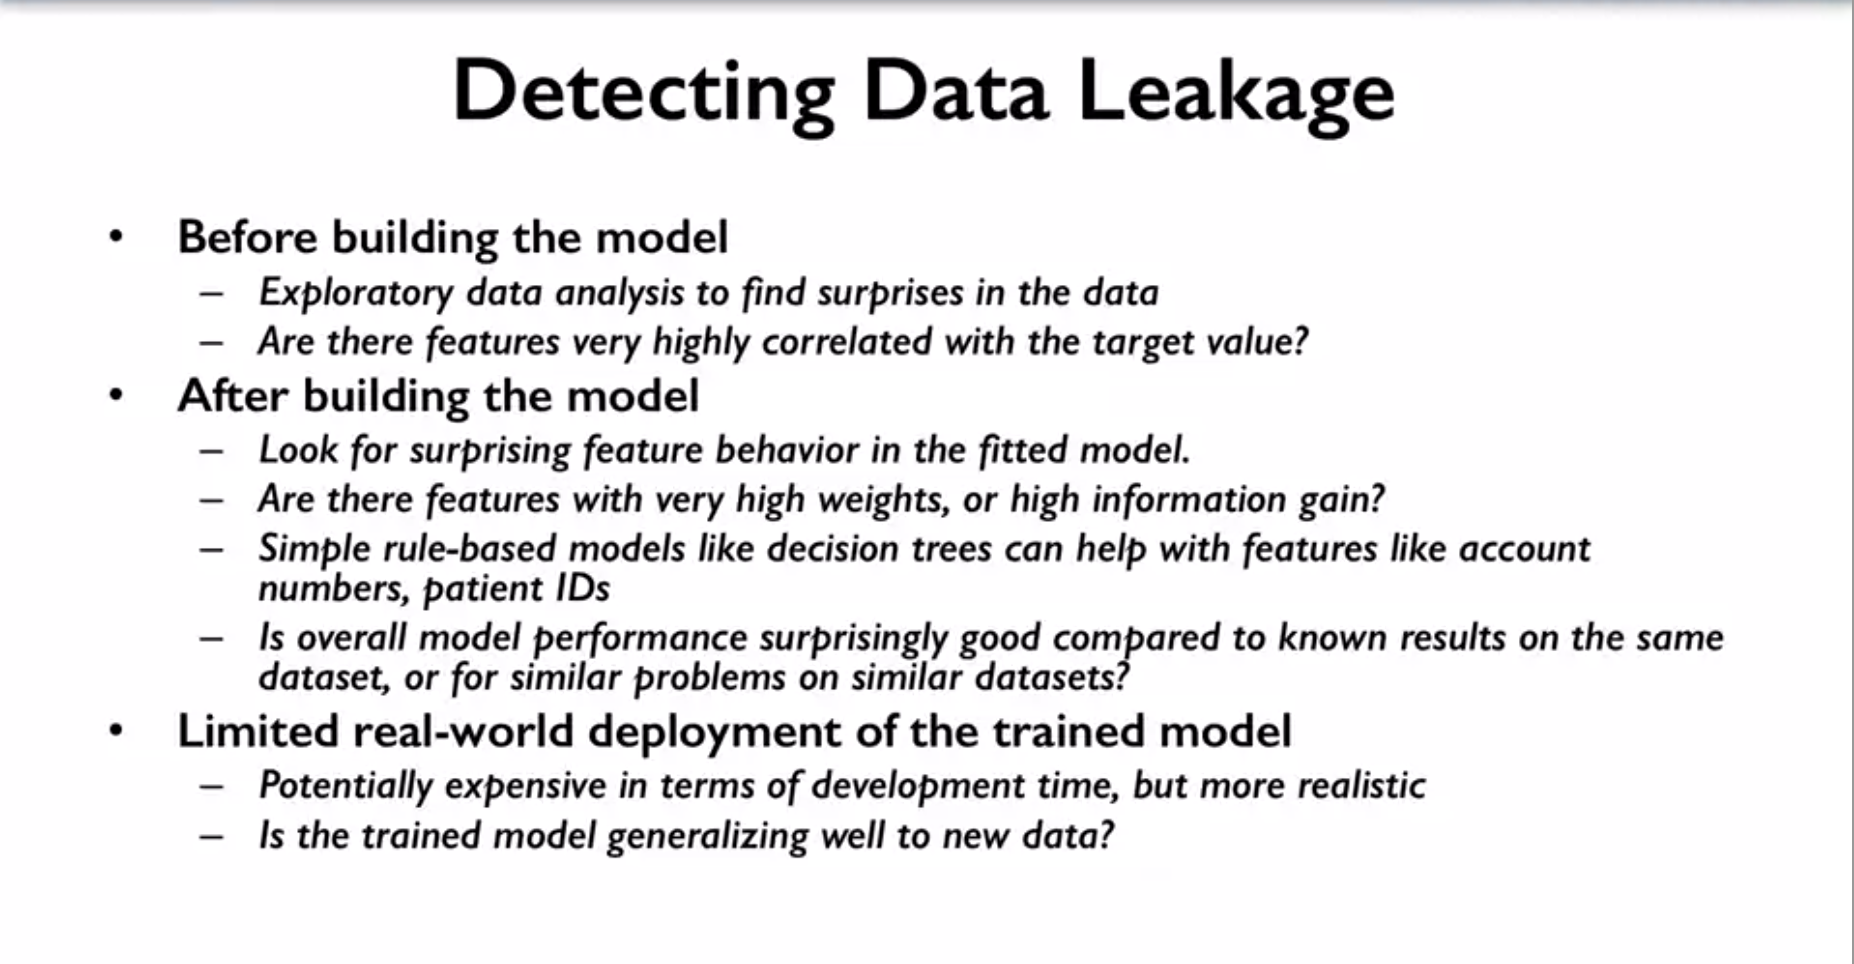 Detecting Data Leakage
• Before building the model
– Exploratory data analysis to find surprises in the data
– Are there features very highly correlated with the target value?
• After building the model
– Look for surprising feature behavior in the fitted model.
– Are there features with very high weights, or high information gain?
– Simple rule-based models like decision trees can help with features like account
numbers, patient IDs
– Is overall model performance surprisingly good compared to known results on the same
dataset, or for similar problems on similar datasets?
• Limited real-world deployment of the trained model
– Potentially expensive in terms of development time, but more realistic
– Is the trained model generalizing well to new data?